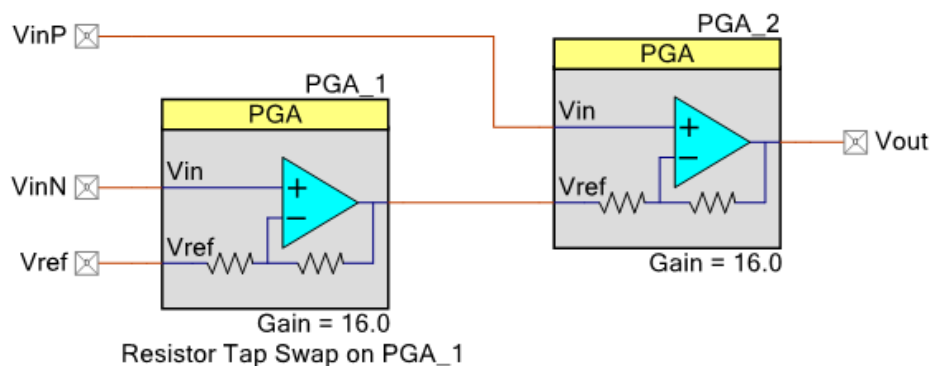 VinP
PGA_2
PGA
Vin
+
−
Vref
Vout
Gain = 16.0
PGA_1
PGA
VinN
Vin
+
−
Vref
Vref
Gain = 16.0
Resistor Tap Swap on PGA_1